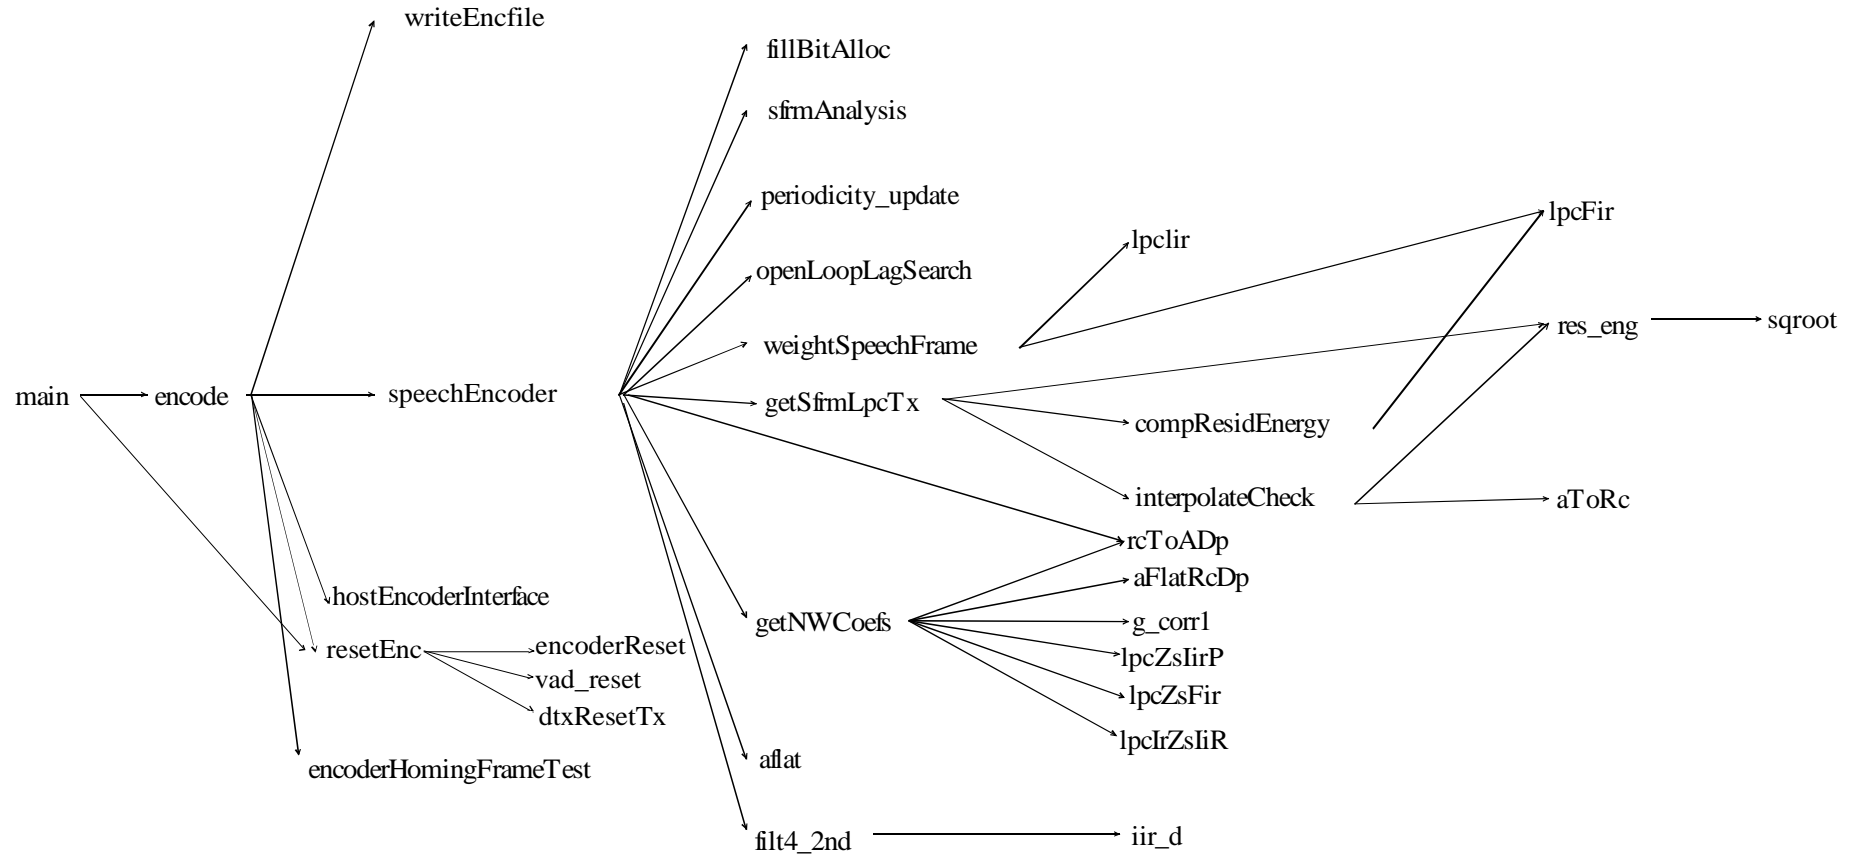 writeEncfile
fillBitAlloc
sfrmAnalysis
periodicity_update
lpcFir
lpcIir
openLoopLagSearch
res_eng
sqroot
weightSpeechFrame
main
encode
speechEncoder
getSfrmLpcTx
compResidEnergy
interpolateCheck
aToRc
rcToADp
aFlatRcDp
hostEncoderInterface
getNWCoefs
g_corr1
resetEnc
encoderReset
lpcZsIirP
vad_reset
lpcZsFir
dtxResetTx
lpcIrZsIiR
encoderHomingFrameTest
aflat
filt4_2nd
iir_d